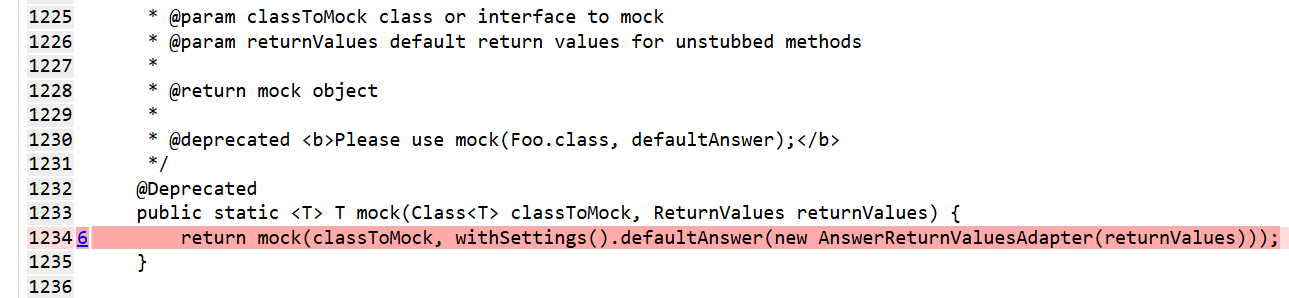 1225 * @param classToMock class or interface to mock
1226 * @param returnValues default return values for unstubbed methods
1227 *
1228 * @return mock object
1229 *
1230 * @deprecated <b>Please use mock(Foo.class, defaultAnswer);</b>
1231 */
1232 @Deprecated
1233 public static <T> T mock(Class<T> classToMock, ReturnValues returnValues) {
1234 6 return mock(classToMock, withSettings().defaultAnswer(new AnswerReturnValuesAdapter(returnValues)));
1235 }
1236